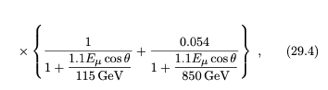 × { 1 / (1 + 1.1E_μ cos θ / 115 GeV) + 0.054 / (1 + 1.1E_μ cos θ / 850 GeV) } , (29.4)